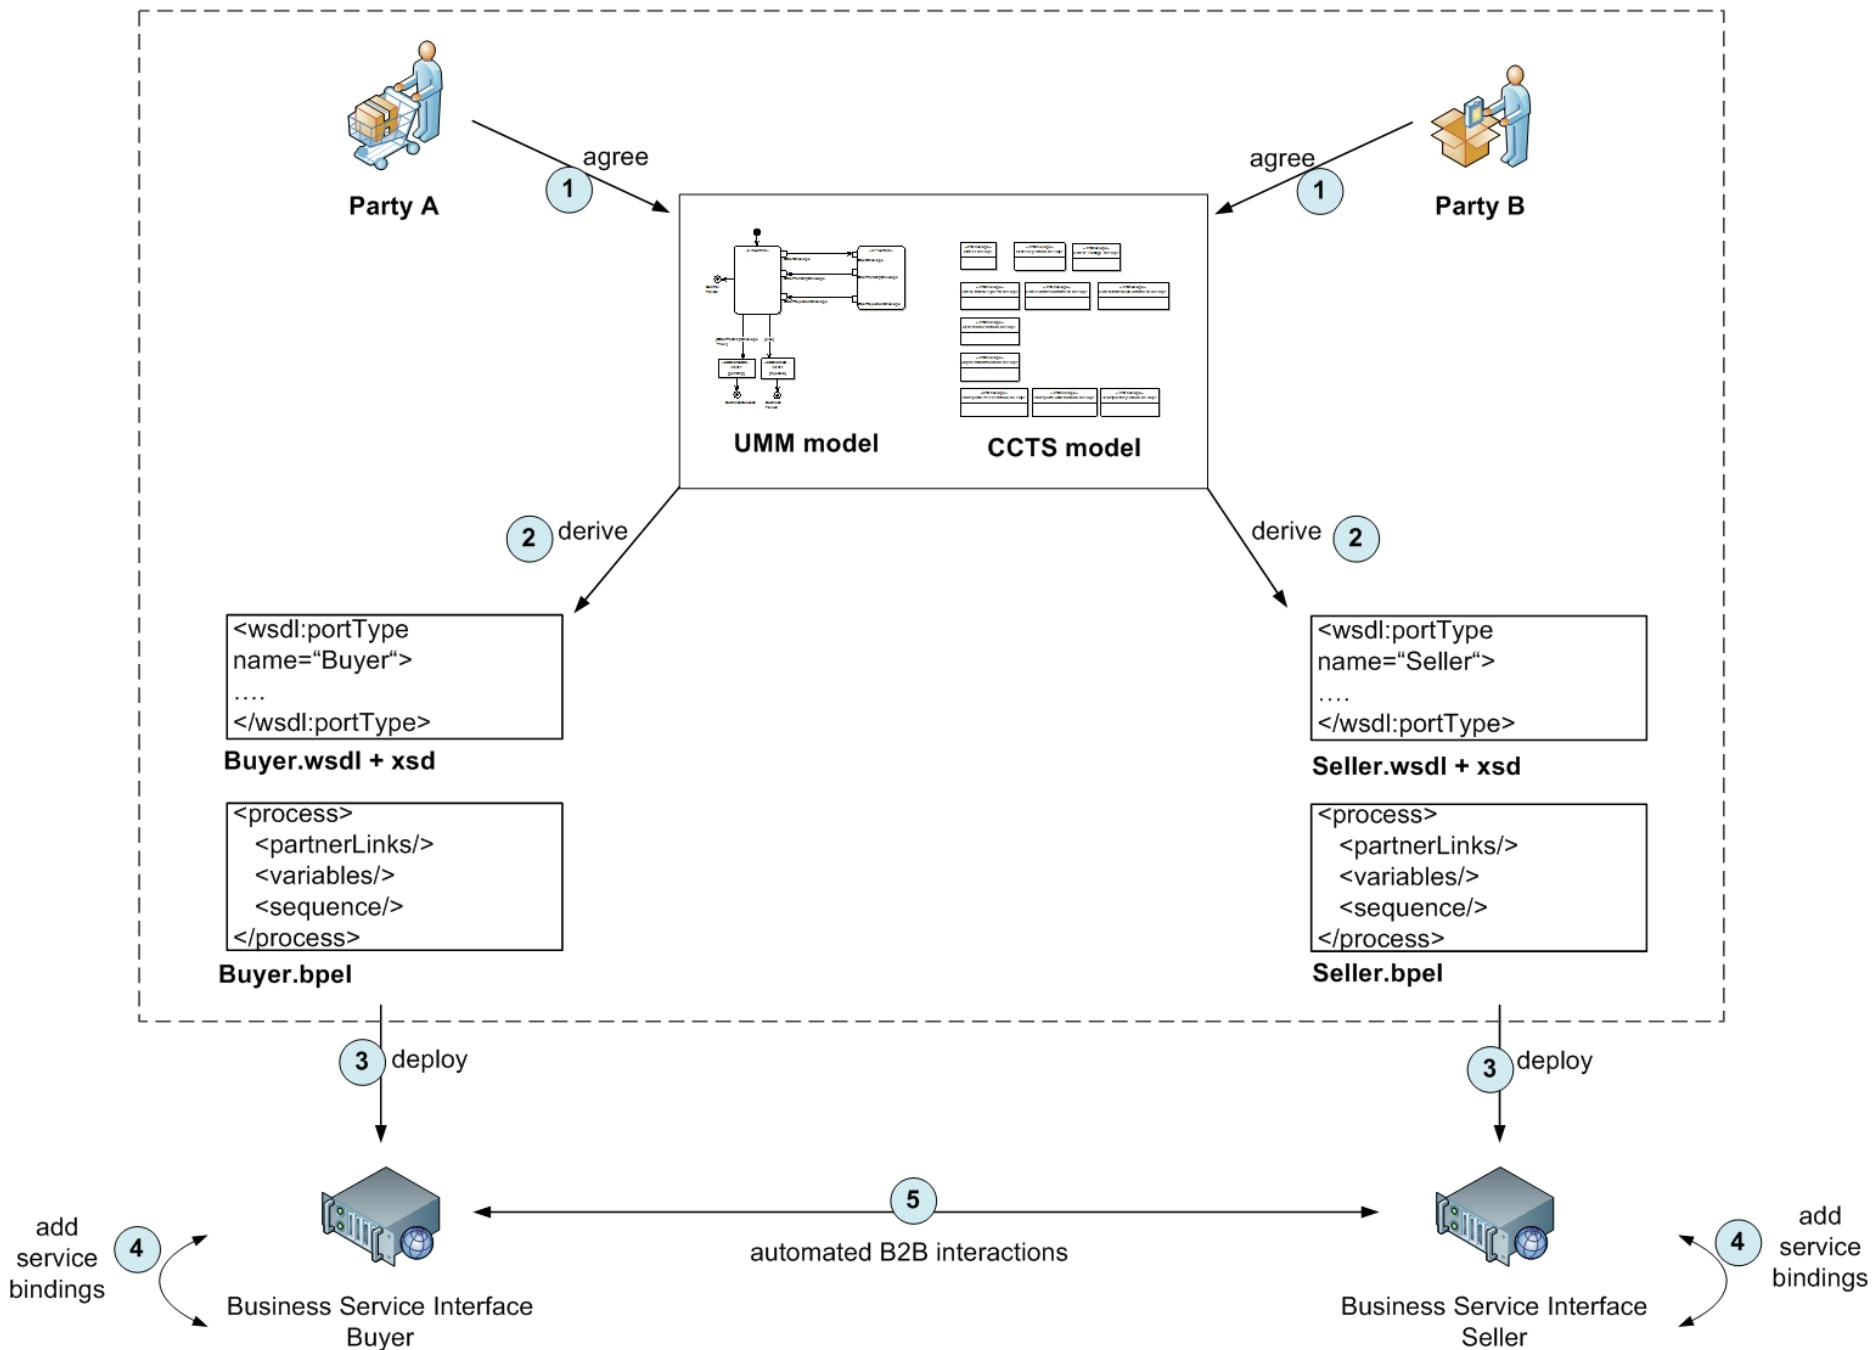 agree
1
Party A
agree
1
Party B
UMM model
CCTS model
2
derive
derive
2
<wsdl:portType
name=“Buyer“>
....
</wsdl:portType>
Buyer.wsdl + xsd
<process>
<partnerLinks/>
<variables/>
<sequence/>
</process>
Buyer.bpel
<wsdl:portType
name=“Seller“>
....
</wsdl:portType>
Seller.wsdl + xsd
<process>
<partnerLinks/>
<variables/>
<sequence/>
</process>
Seller.bpel
3
deploy
3
deploy
add
service
bindings
4
Business Service Interface
Buyer
5
automated B2B interactions
Business Service Interface
Seller
4
add
service
bindings